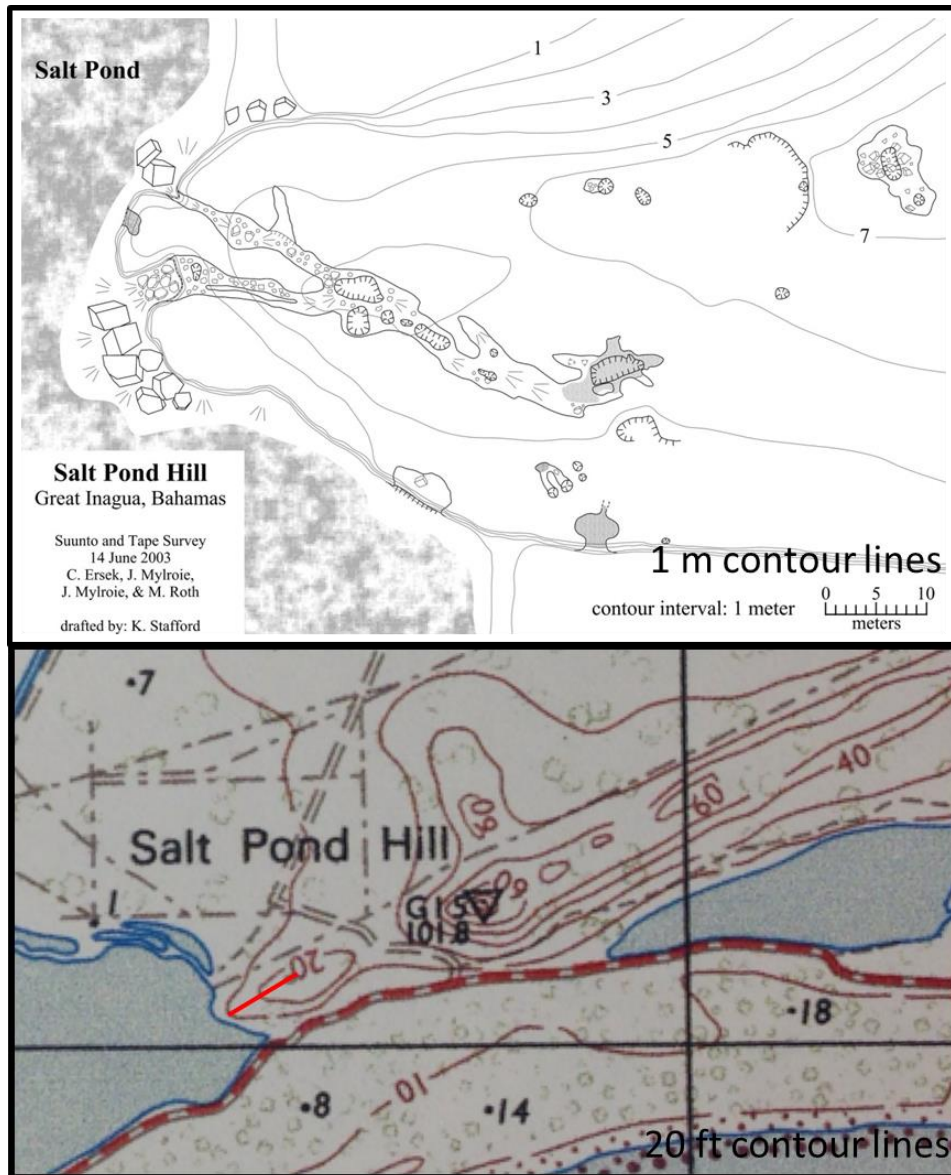 Salt Pond
1
3
5
7
Salt Pond Hill
Great Inagua, Bahamas
Suunto and Tape Survey
14 June 2003
C. Ersek, J. Mylroie,
J. Mylroie, & M. Roth
drafted by: K. Stafford
1 m contour lines
contour interval: 1 meter
0 5 10
meters
7
40
60
60
Salt Pond Hill
60
1
G I S
101.8
20
18
10
8
14
20 ft contour lines